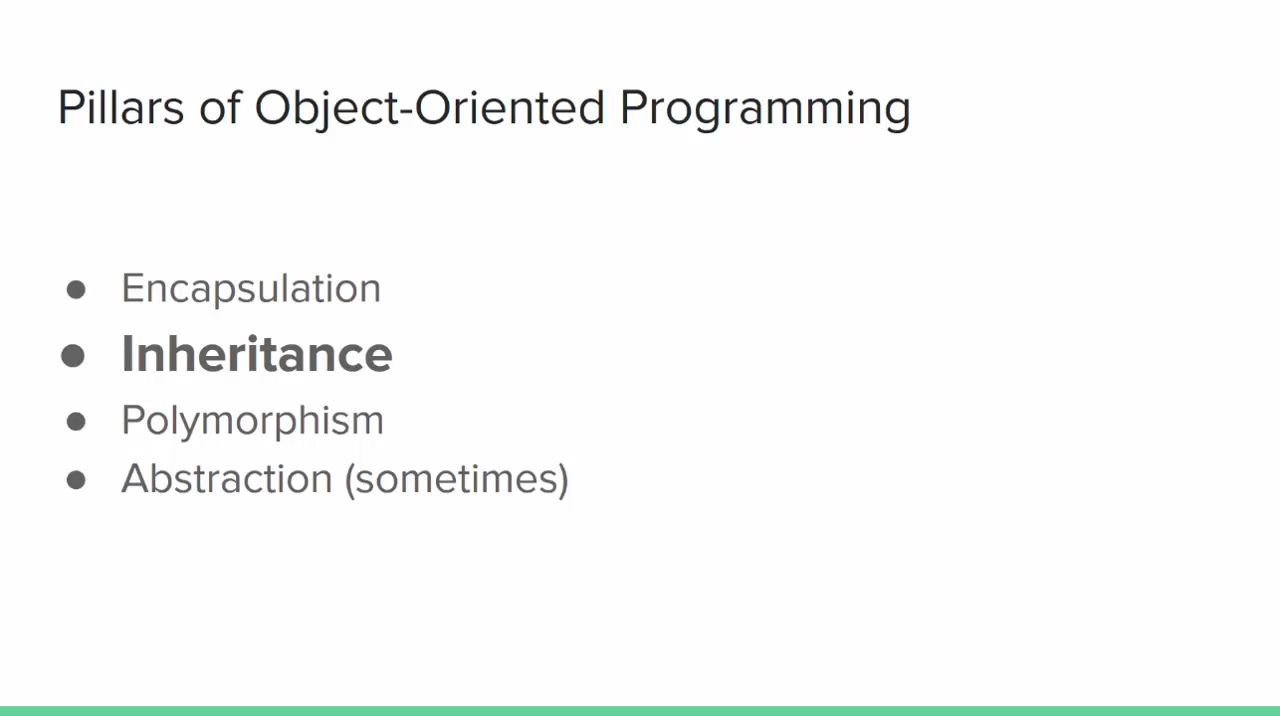 Pillars of Object-Oriented Programming
● Encapsulation
● Inheritance
● Polymorphism
● Abstraction (sometimes)